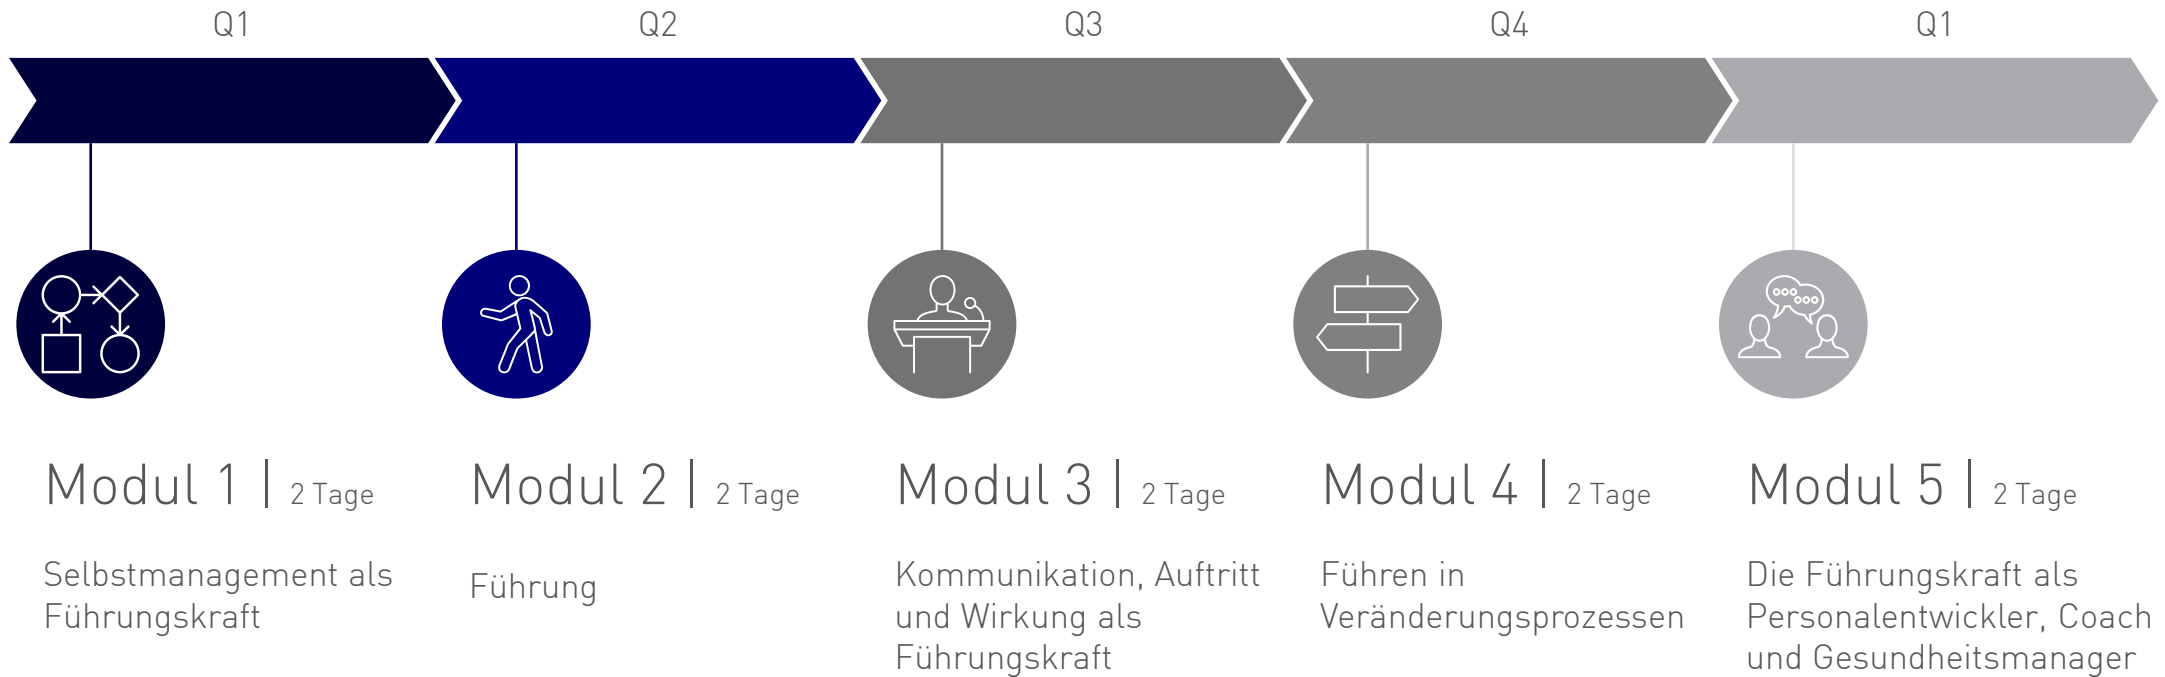 Q1
Q2
Q3
Q4
Q1
Modul 1 | 2 Tage
Selbstmanagement als
Führungskraft
Modul 2 | 2 Tage
Führung
Modul 3 | 2 Tage
Kommunikation, Auftritt
und Wirkung als
Führungskraft
Modul 4 | 2 Tage
Führen in
Veränderungsprozessen
Modul 5 | 2 Tage
Die Führungskraft als
Personalentwickler, Coach
und Gesundheitsmanager